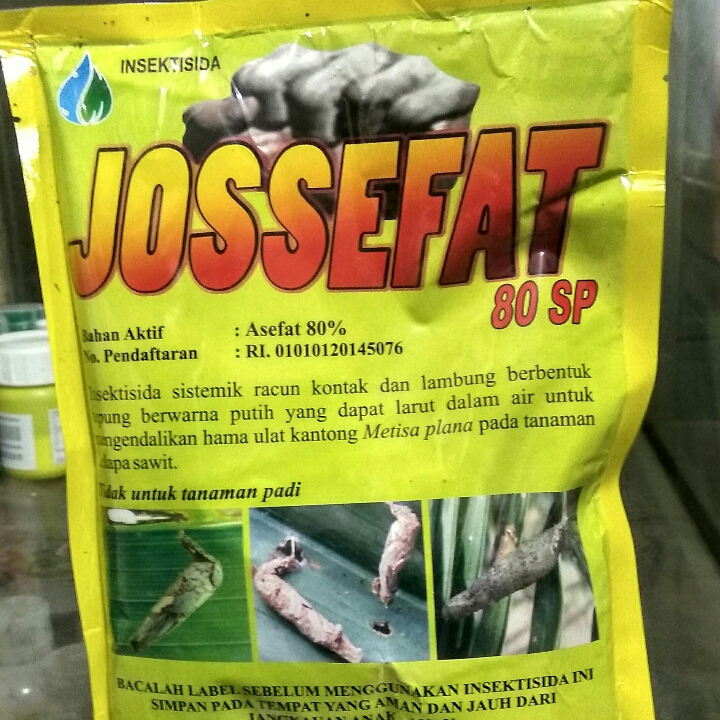 INSEKTISIDA
JOSSEFAT
80 SP
Bahan Aktif : Asefat 80%
No. Pendaftaran : RI. 01010120145076
Insektisida sistemik racun kontak dan lambung berbentuk
tepung berwarna putih yang dapat larut dalam air untuk
mengendalikan hama ulat kantong Metisa plana pada tanaman
kelapa sawit.
Tidak untuk tanaman padi
BACALAH LABEL SEBELUM MENGGUNAKAN INSEKTISIDA INI
SIMPAN PADA TEMPAT YANG AMAN DAN JAUH DARI
JANGKAUAN ANAK